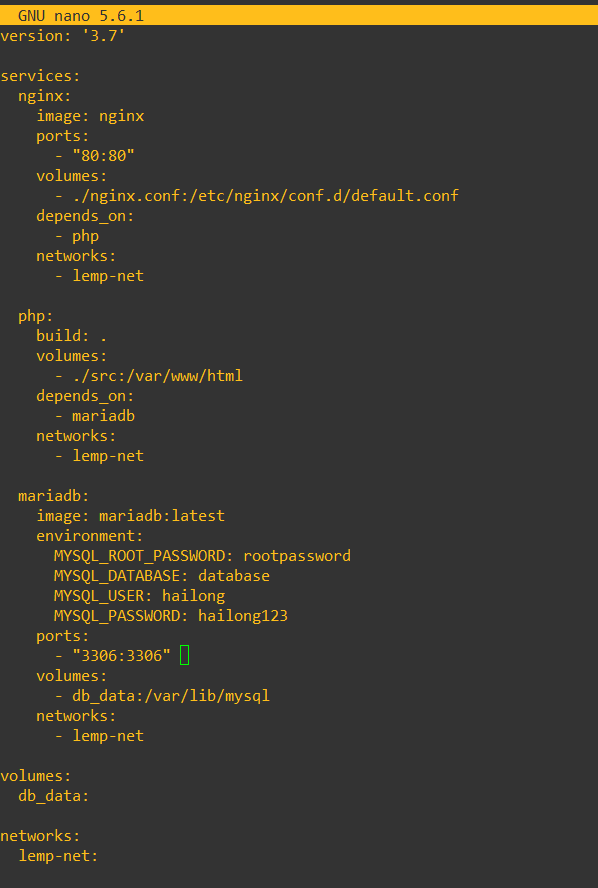 GNU nano 5.6.1
version: '3.7'

services:
  nginx:
    image: nginx
    ports:
      - "80:80"
    volumes:
      - ./nginx.conf:/etc/nginx/conf.d/default.conf
    depends_on:
      - php
    networks:
      - lemp-net

  php:
    build: .
    volumes:
      - ./src:/var/www/html
    depends_on:
      - mariadb
    networks:
      - lemp-net

  mariadb:
    image: mariadb:latest
    environment:
      MYSQL_ROOT_PASSWORD: rootpassword
      MYSQL_DATABASE: database
      MYSQL_USER: hailong
      MYSQL_PASSWORD: hailong123
    ports:
      - "3306:3306"
    volumes:
      - db_data:/var/lib/mysql
    networks:
      - lemp-net

volumes:
  db_data:

networks:
  lemp-net: